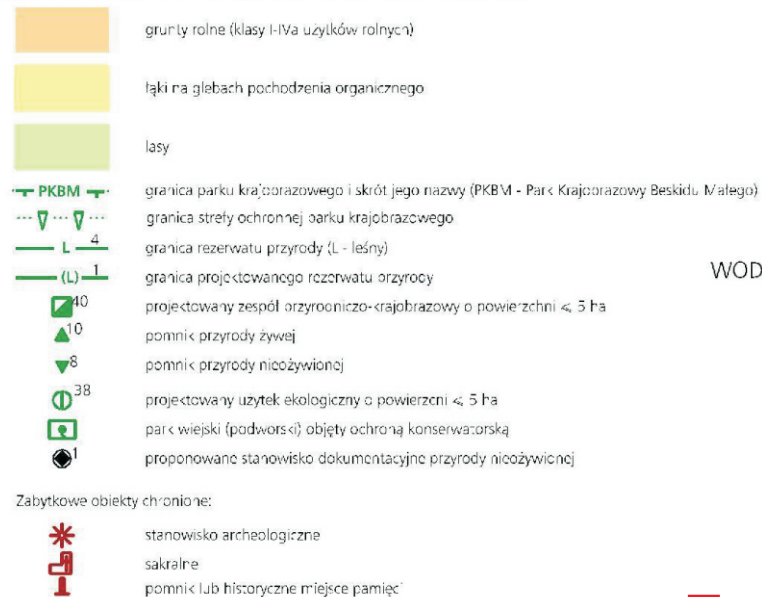 grunty rolne (klasy I-IVa użytków rolnych)
łąki na glebach pochodzenia organicznego
lasy
PKBM granica parku krajobrazowego i skrót jego nazwy (PKBM - Park Krajobrazowy Beskidu Małego)
granica strefy ochronnej parku krajobrazowego
L 4 granica rezerwatu przyrody (L - leśny)
(L) 1 granica projektowanego rezerwatu przyrody
WOD
40 projektowany zespół przyrodniczo-krajobrazowy o powierzchni ⩽ 5 ha
10 pomnik przyrody żywej
8 pomnik przyrody nieożywionej
38 projektowany użytek ekologiczny o powierzcni ⩽ 5 ha
park wiejski (podworski) objęty ochroną konserwatorską
1 proponowane stanowisko dokumentacyjne przyrody nieożywionej
Zabytkowe obiekty chronione:
stanowisko archeologiczne
sakralne
pomnik lub historyczne miejsce pamięci